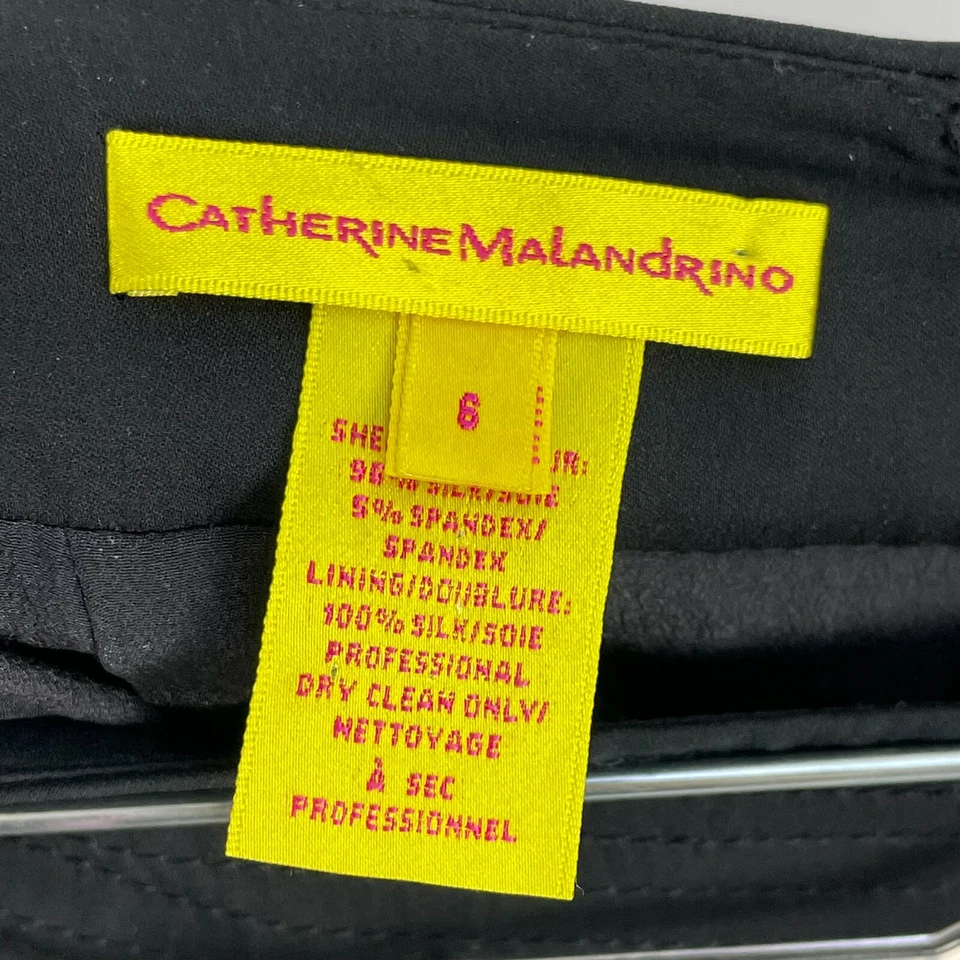 CATHERINE MALANDRINO
6
5% SPANDEX/
SPANDEX
LINING/DOUBLURE:
100% SILK/SOIE
PROFESSIONAL
DRY CLEAN ONLY/
NETTOYAGE
À SEC
PROFESSIONNEL